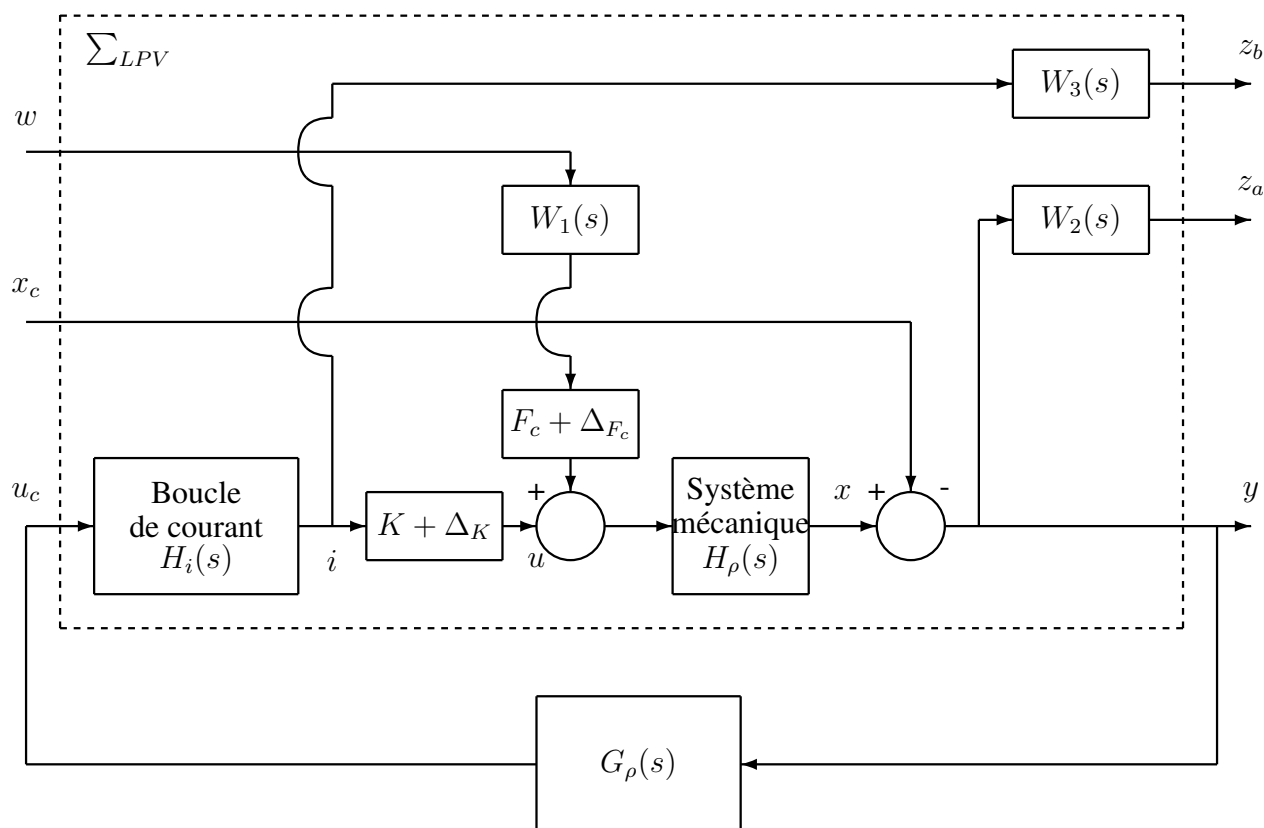 ∑_{LPV}
z_b
W_3(s)
w
z_a
W_1(s)
W_2(s)
x_c
F_c + Δ_{F_c}
u_c
Boucle
de courant
H_i(s)
i
K + Δ_K
+
u
Système
mécanique
H_ρ(s)
x
+
-
y
G_ρ(s)